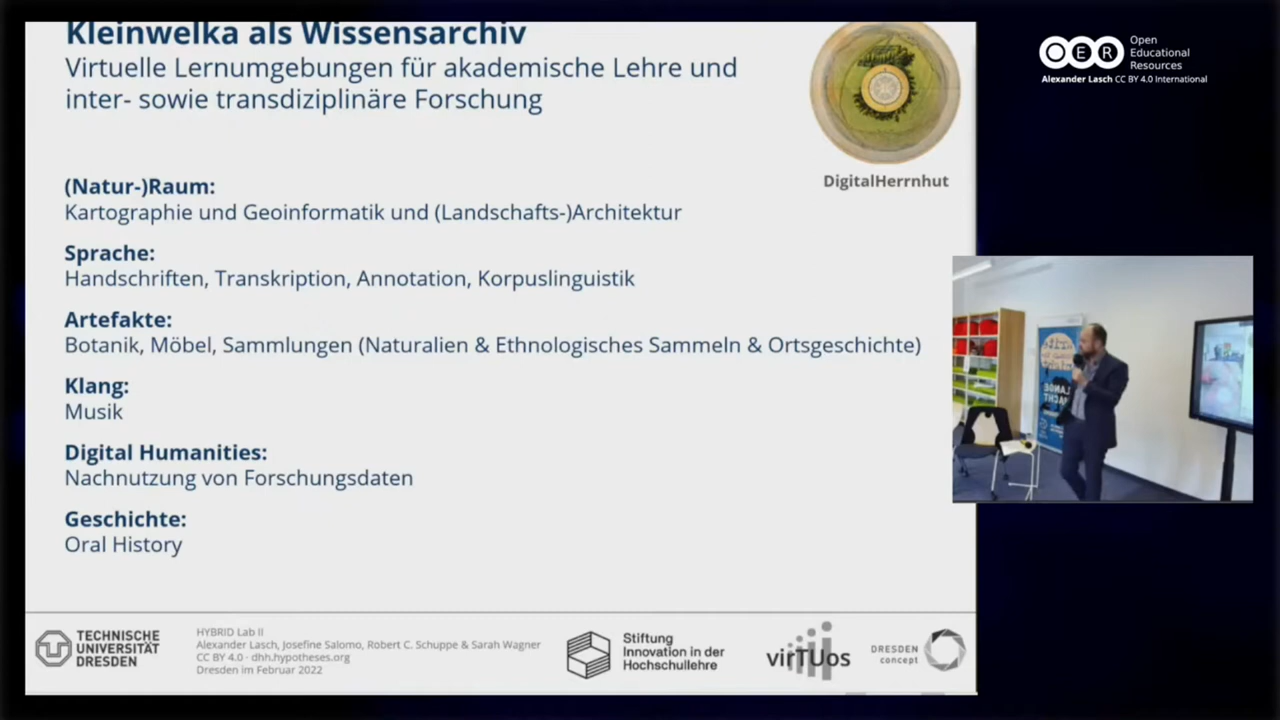 Kleinwelka als Wissensarchiv
Virtuelle Lernumgebungen für akademische Lehre und
inter- sowie transdiziplinäre Forschung
DigitalHerrnhut
(Natur-)Raum:
Kartographie und Geoinformatik und (Landschafts-)Architektur
Sprache:
Handschriften, Transkription, Annotation, Korpuslinguistik
Artefakte:
Botanik, Möbel, Sammlungen (Naturalien & Ethnologisches Sammeln & Ortsgeschichte)
Klang:
Musik
Digital Humanities:
Nachnutzung von Forschungsdaten
Geschichte:
Oral History
TECHNISCHE
UNIVERSITÄT
DRESDEN
HYBRID Lab II
Alexander Lasch, Josefine Salomo, Robert C. Schuppe & Sarah Wagner
CC BY 4.0 · dhh.hypotheses.org
Dresden im Februar 2022
Stiftung
Innovation in der
Hochschullehre
virTUos
DRESDEN
concept
OER
Open
Educational
Resources
Alexander Lasch CC BY 4.0 International